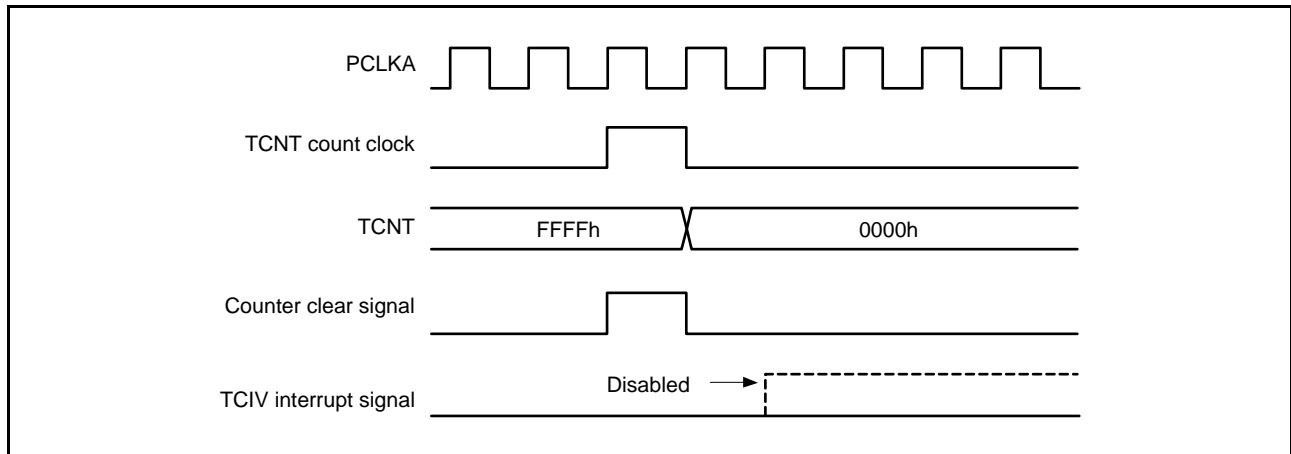 PCLKA
TCNT count clock
TCNT
FFFFh
0000h
Counter clear signal
Disabled
TCIV interrupt signal